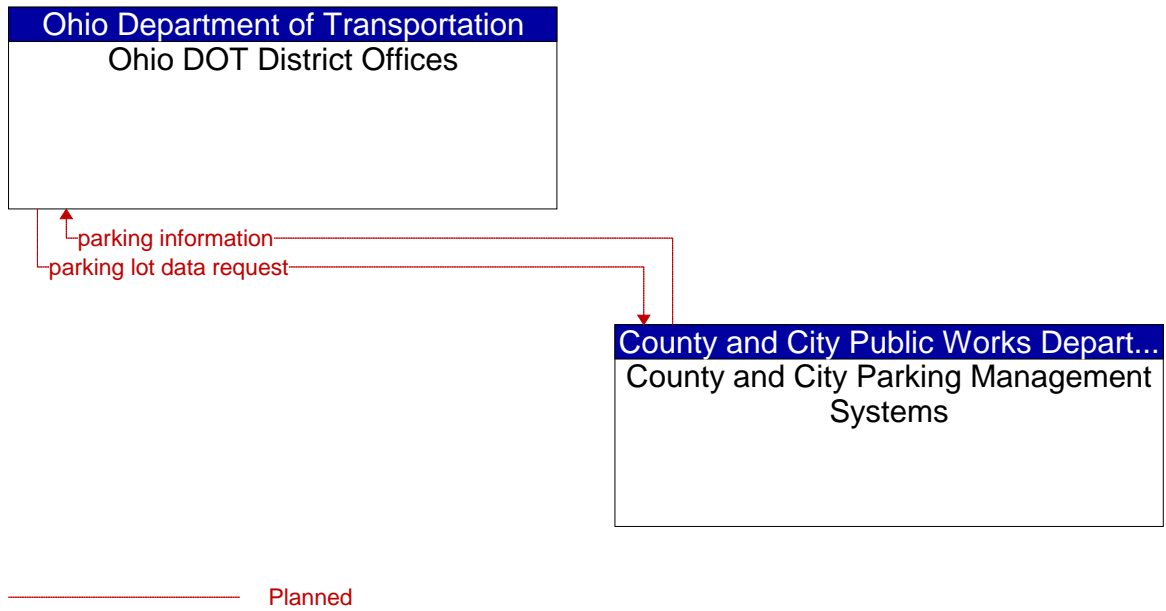 Ohio Department of Transportation
Ohio DOT District Offices
parking information
parking lot data request
County and City Public Works Depart...
County and City Parking Management
Systems
Planned